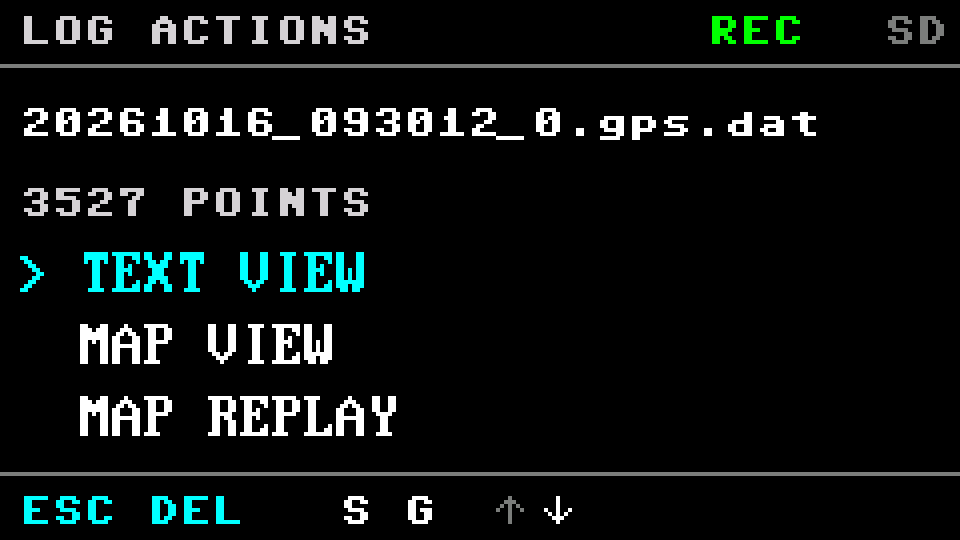 LOG ACTIONS REC SD
20261016_093012_0.gps.dat
3527 POINTS
> TEXT VIEW
MAP VIEW
MAP REPLAY
ESC DEL S G ↑ ↓